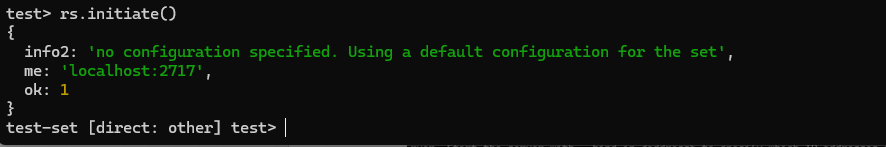 test> rs.initiate()
{
  info2: 'no configuration specified. Using a default configuration for the set',
  me: 'localhost:2717',
  ok: 1
}
test-set [direct: other] test>